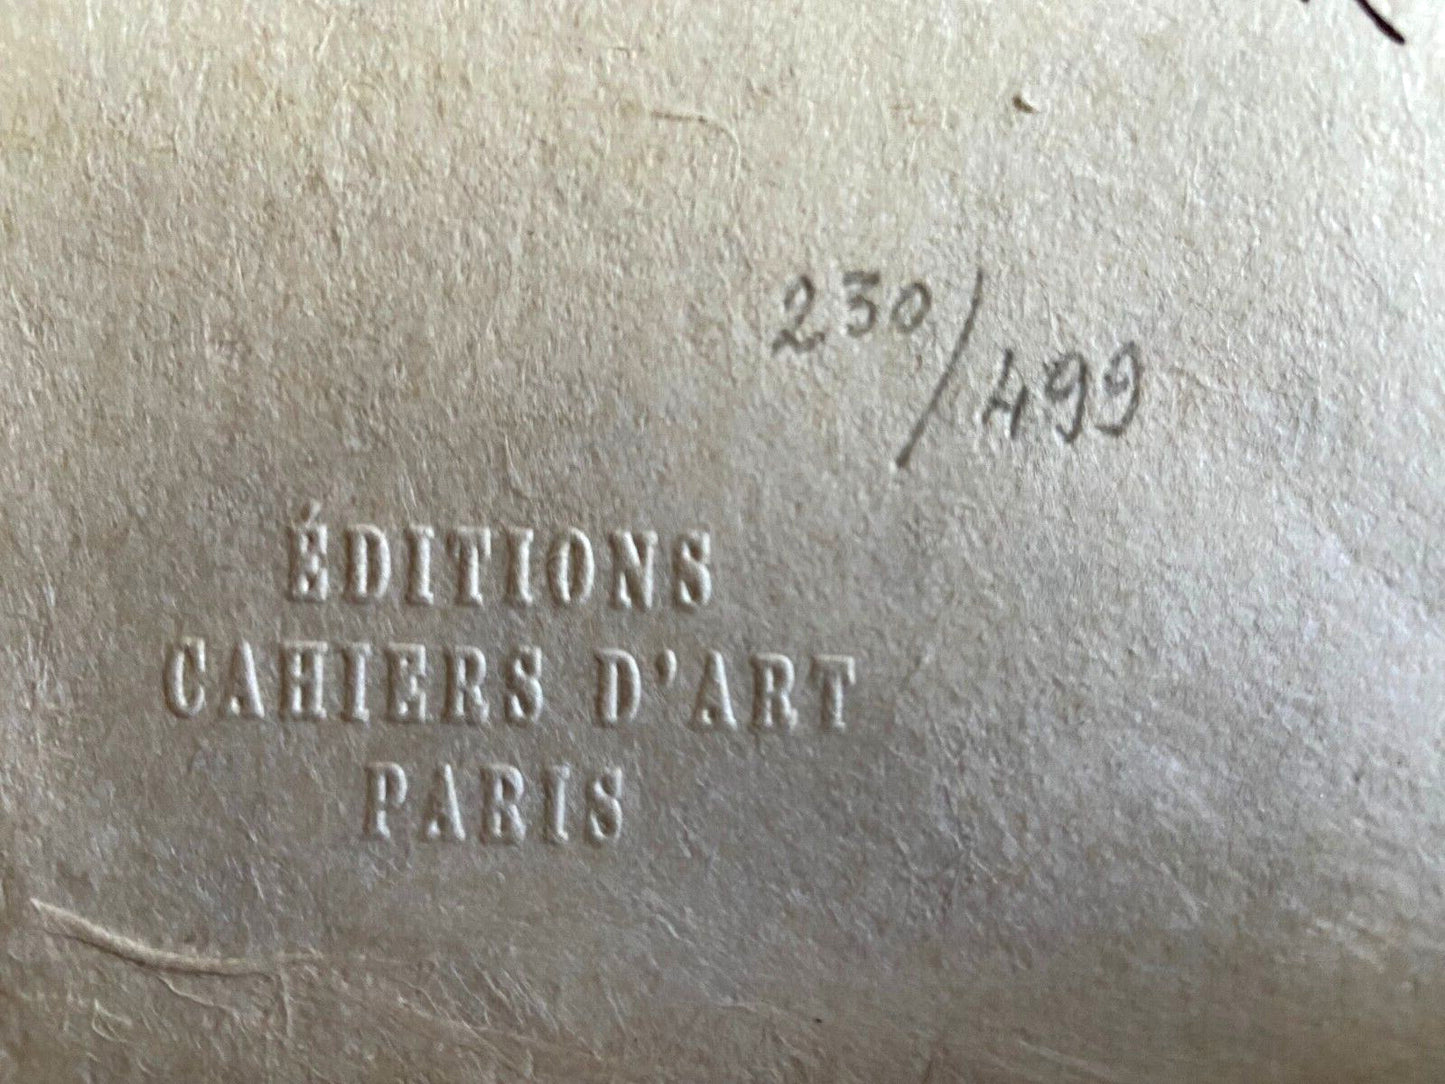 230/499
ÉDITIONS
CAHIERS D'ART
PARIS